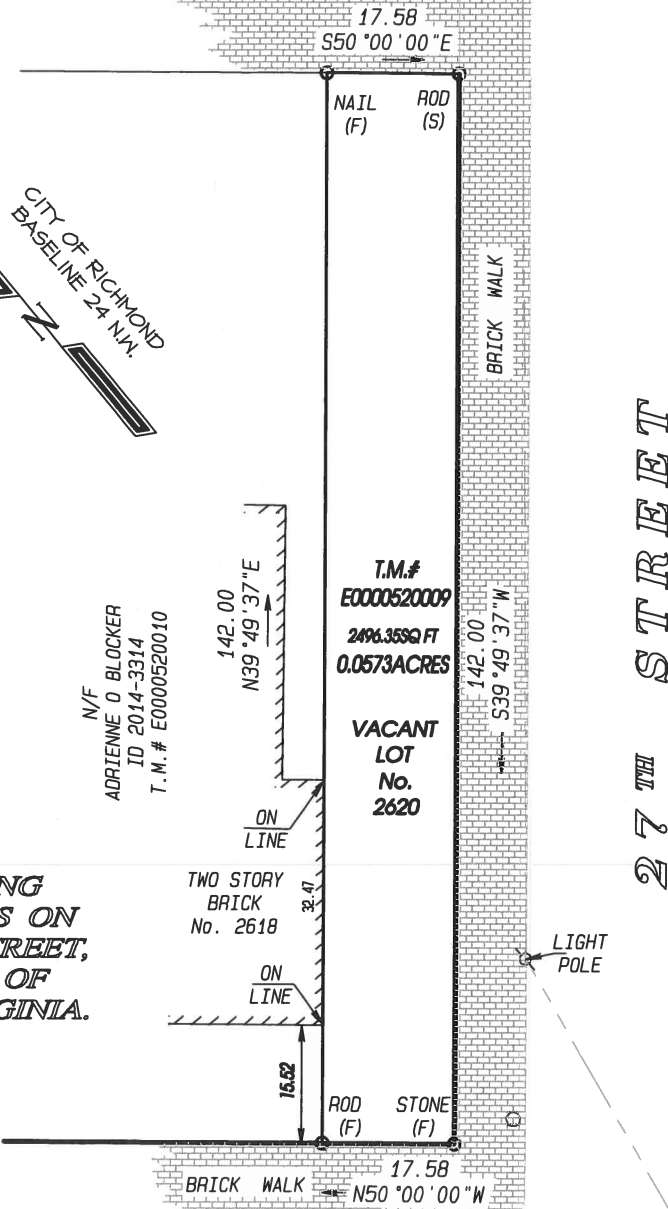 17.58
S50°00'00"E
NAIL
(F)
ROD
(S)
CITY OF RICHMOND
BASELINE 24 N.W.
N
BRICK WALK
27TH STREET
142.00
N39°49'37"E
T.M.#
E0000520009
2496.35SQ FT
0.0573ACRES
VACANT
LOT
No.
2620
142.00
S39°49'37"W
N/F
ADRIENNE O BLOCKER
ID 2014-3314
T.M.# E0000520010
ON
LINE
TWO STORY
BRICK
No. 2618
32.47
NG
S ON
TREET,
OF
GINIA.
LIGHT
POLE
ON
LINE
15.52
ROD
(F)
STONE
(F)
BRICK WALK
17.58
N50°00'00"W